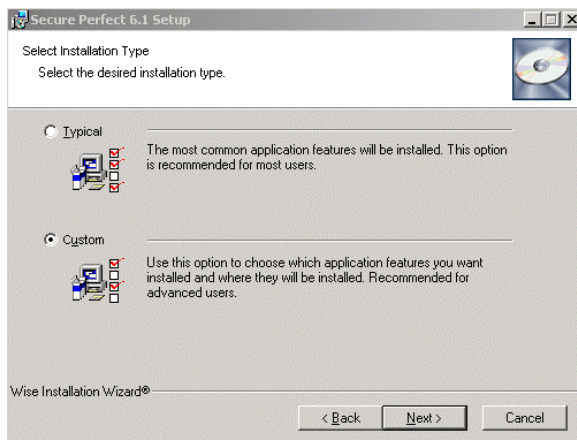 Secure Perfect 6.1 Setup
Select Installation Type
Select the desired installation type.
Typical
The most common application features will be installed. This option
is recommended for most users.
Custom
Use this option to choose which application features you want
installed and where they will be installed. Recommended for
advanced users.
Wise Installation Wizard®
< Back
Next >
Cancel